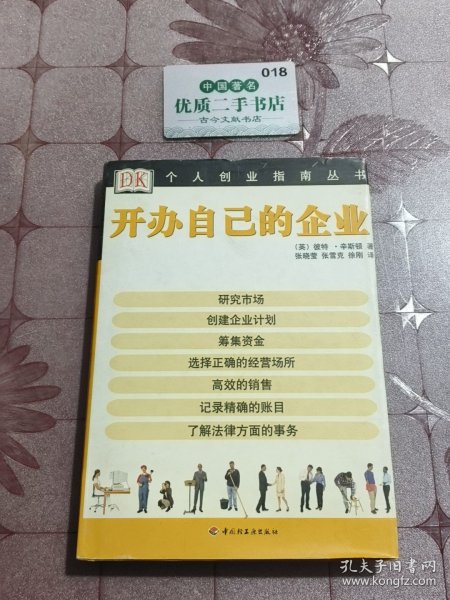 018
中国著名
优质二手书店
古今文献书店
DK
个人创业指南丛书
开办自己的企业
（英）彼特·辛斯顿 著
张晓莹 张雪克 徐刚 译
研究市场
创建企业计划
筹集资金
选择正确的经营场所
高效的销售
记录精确的账目
了解法律方面的事务
中国轻工业出版社
孔夫子旧书网
www.kongfz.com